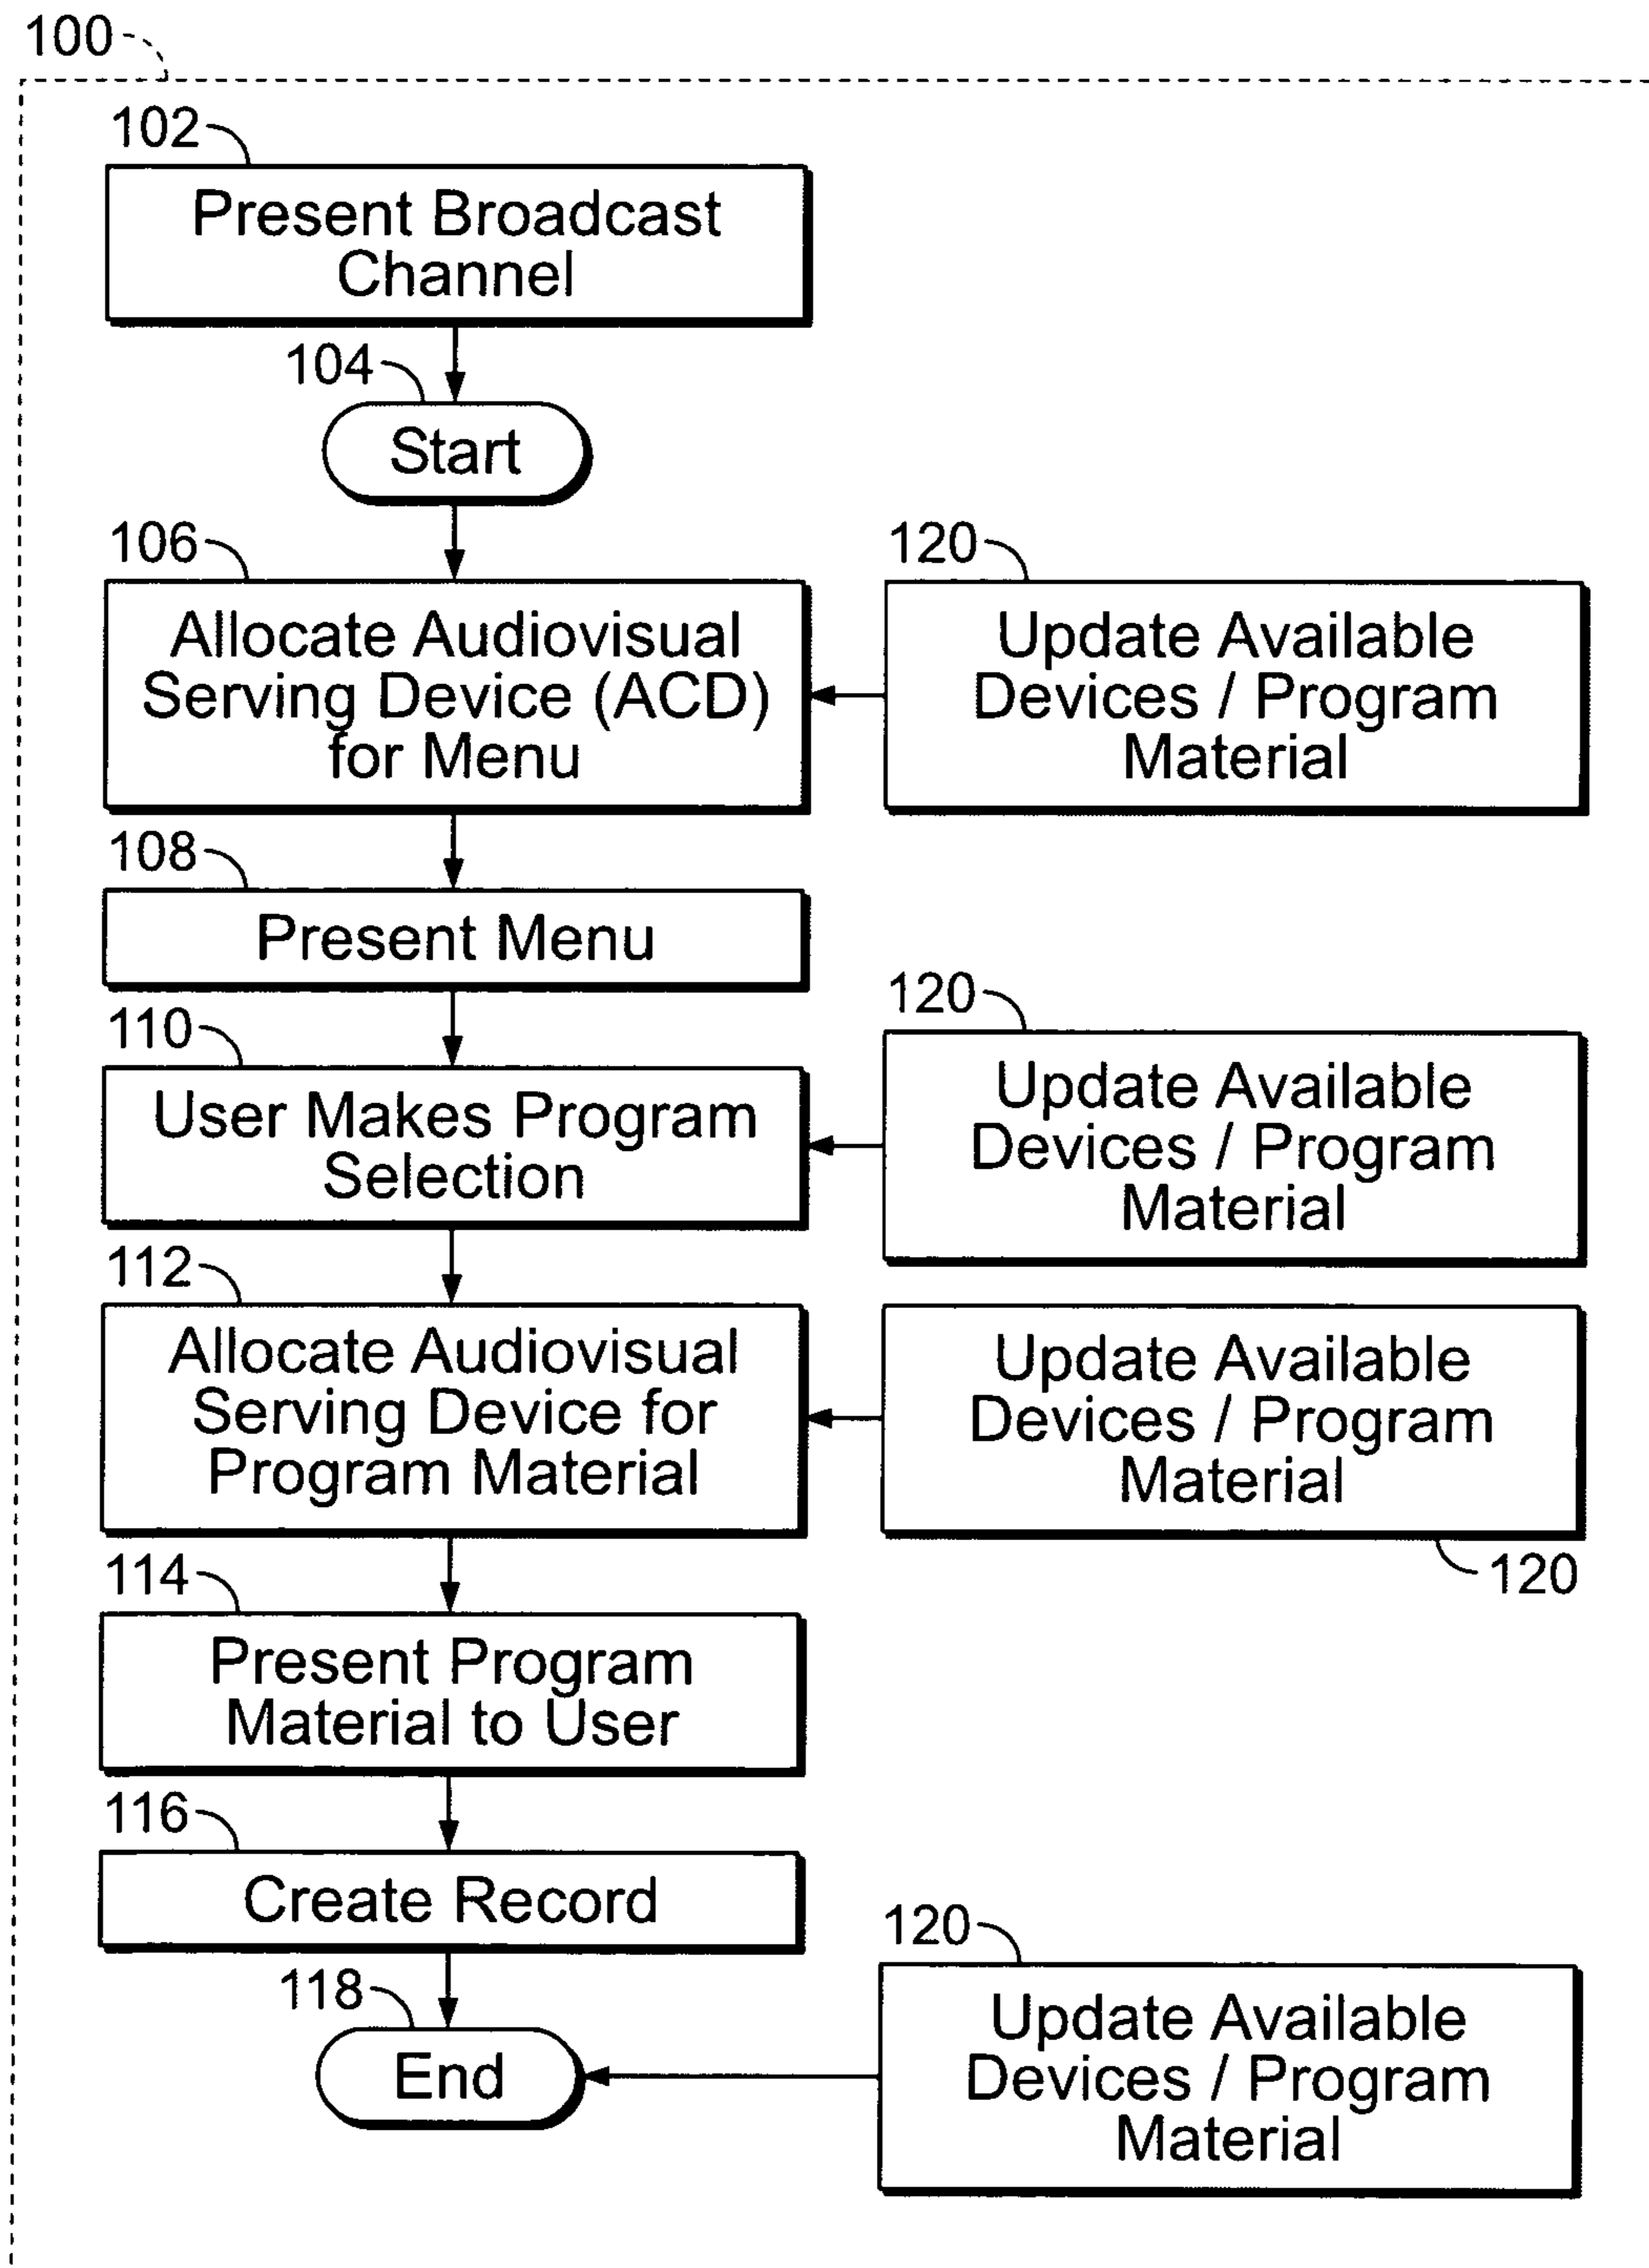 100
102
Present Broadcast
Channel
104
Start
106
Allocate Audiovisual
Serving Device (ACD)
for Menu
120
Update Available
Devices / Program
Material
108
Present Menu
110
User Makes Program
Selection
120
Update Available
Devices / Program
Material
112
Allocate Audiovisual
Serving Device for
Program Material
Update Available
Devices / Program
Material
120
114
Present Program
Material to User
116
Create Record
118
End
120
Update Available
Devices / Program
Material